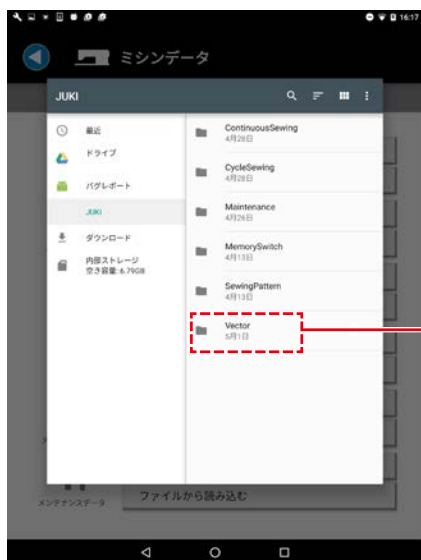 16:17
ミシンデータ
JUKI
最近
ドライブ
バグレポート
JUKI
ダウンロード
内部ストレージ
空き容量: 6.79GB
ContinuousSewing
4月28日
CycleSewing
4月28日
Maintenance
4月26日
MemorySwitch
4月13日
SewingPattern
4月13日
Vector
5月1日
メンテナンスデータ
ファイルから読み込む